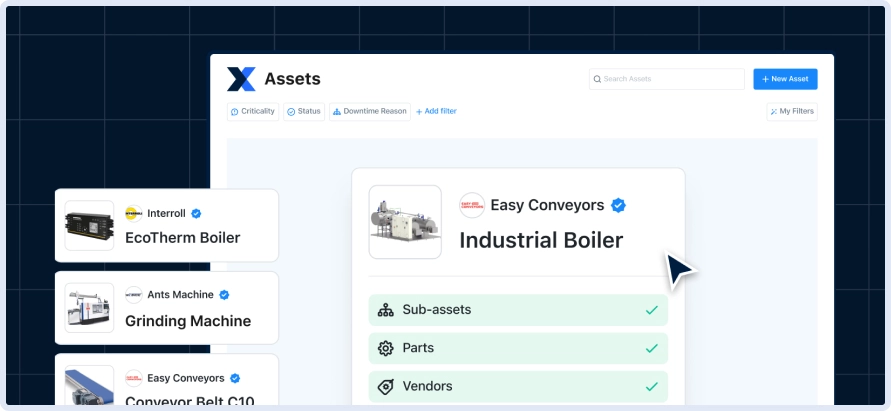 Assets
Search Assets
+ New Asset
Criticality
Status
Downtime Reason
+ Add filter
My Filters
Interroll
EcoTherm Boiler
Ants Machine
Grinding Machine
Easy Conveyors
Conveyor Belt C10
Easy Conveyors
Industrial Boiler
Sub-assets
Parts
Vendors